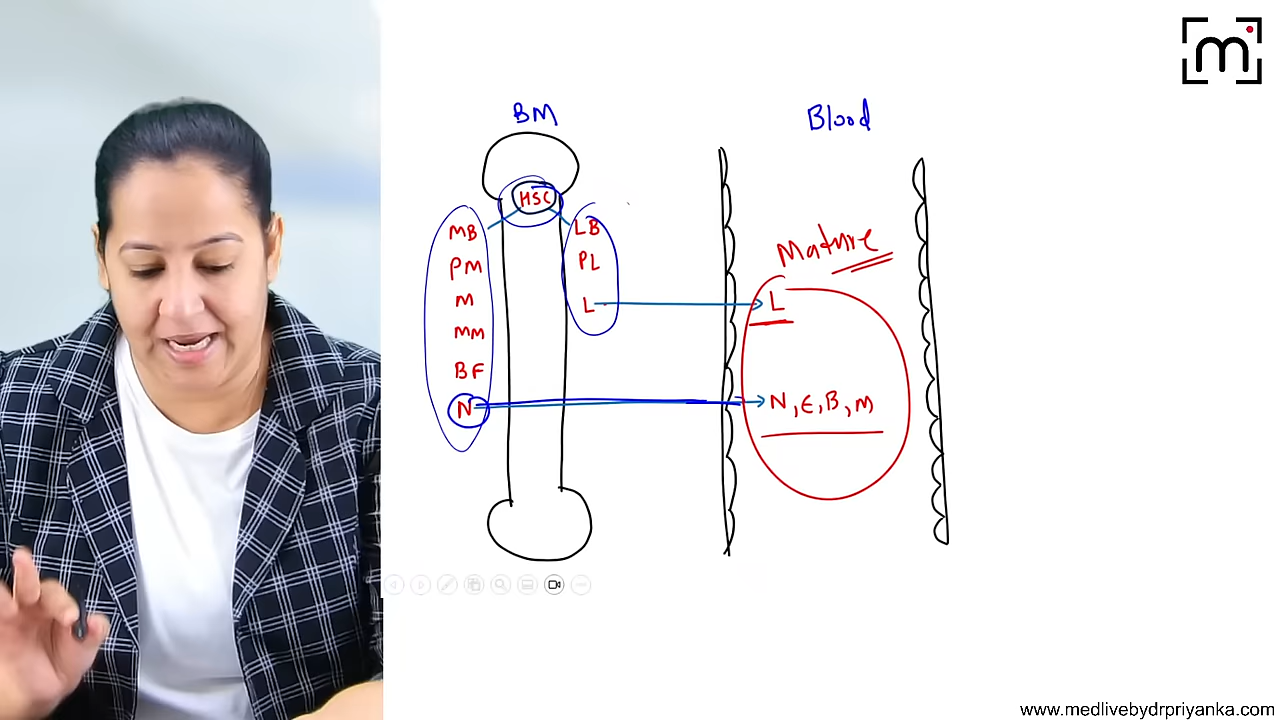 m
BM
Blood
HSC
MB
LB
PM
PL
M
L
MM
BF
N
Mature
L
N, E, B, m
www.medlivebydrpriyanka.com